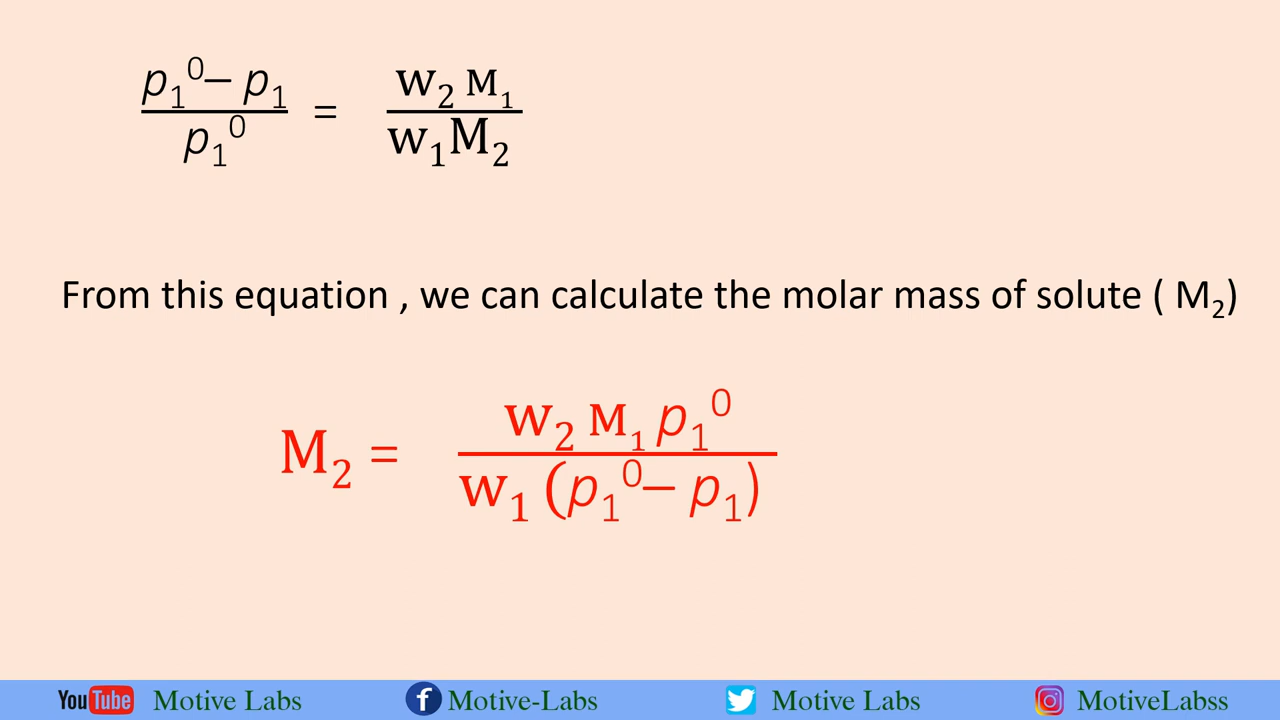 p₁⁰– p₁ / p₁⁰ = w₂ M₁ / w₁M₂
From this equation , we can calculate the molar mass of solute ( M₂)
M₂ = w₂ M₁ p₁⁰ / w₁ (p₁⁰– p₁)
YouTube Motive Labs f Motive-Labs Motive Labs MotiveLabss